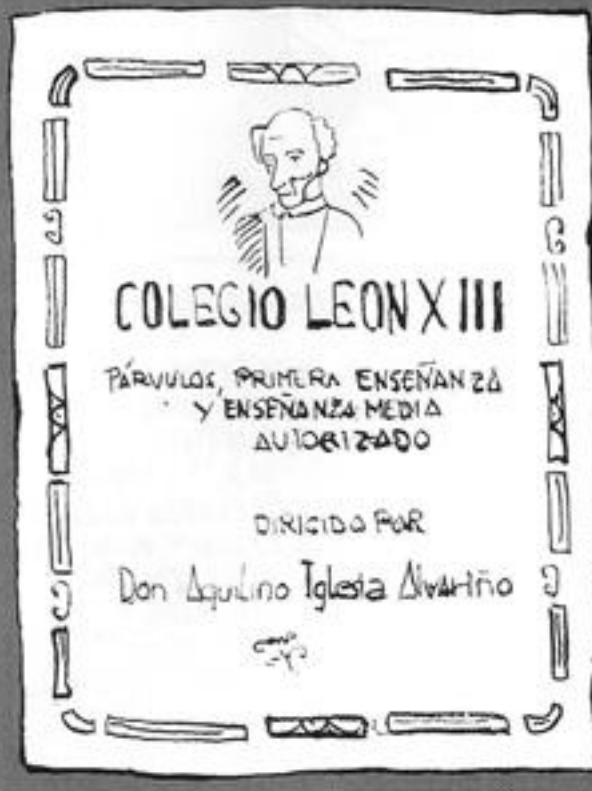 COLEGIO LEON XIII
PÁRVULOS, PRIMERA ENSEÑANZA
Y ENSEÑANZA MEDIA
AUTORIZADO
DIRIGIDO POR
Don Aquilino Iglesia Alvariño